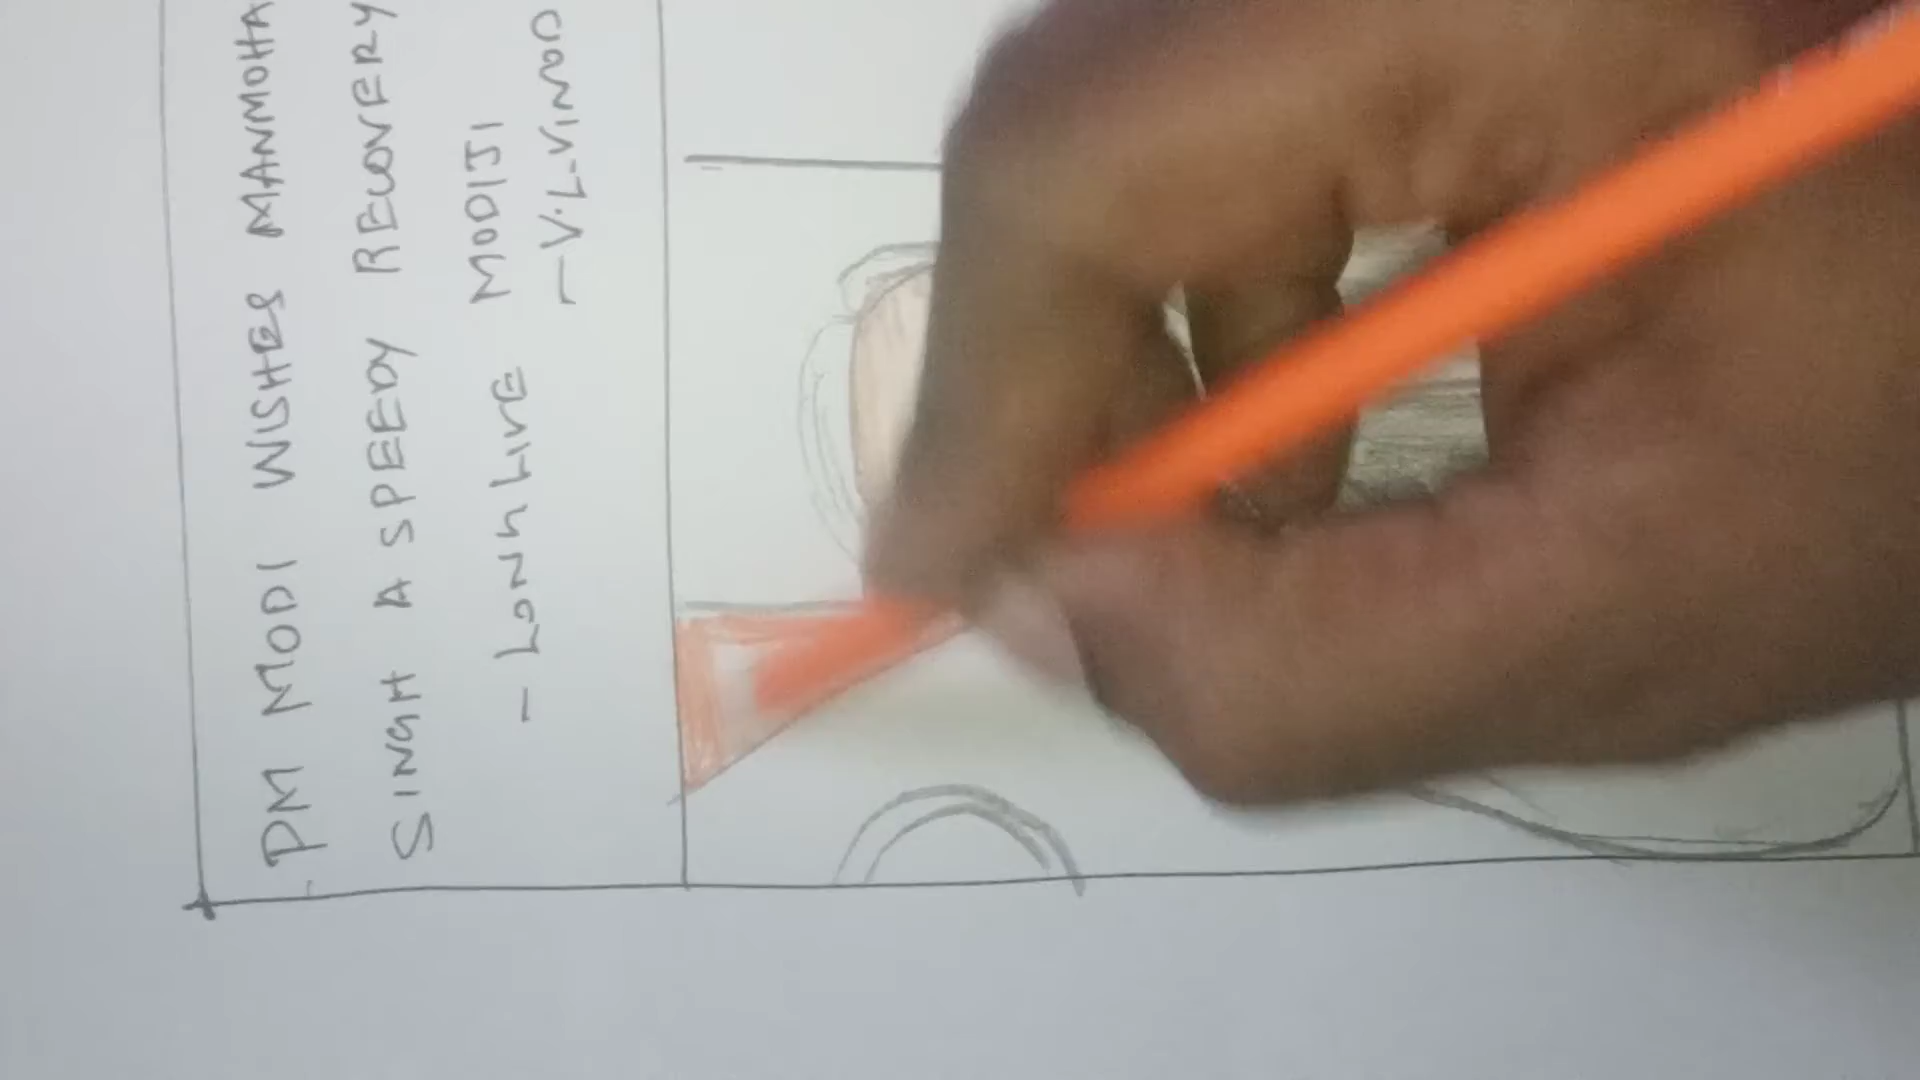 PM MODI WISHES MANMOHA
SINGH A SPEEDY RECOVERY
- LONG LIVE MODIJI
- V.L.VINOD